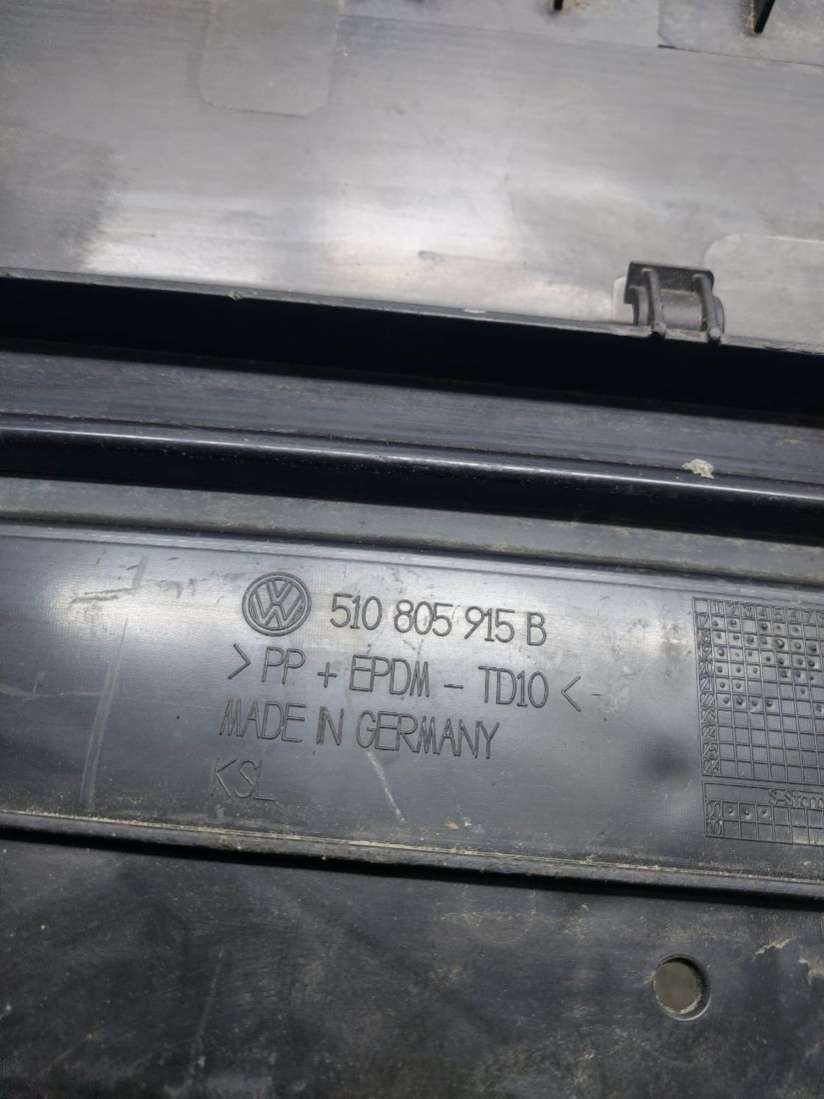 510 805 915 B
>PP + EPDM - TD10<
MADE IN GERMANY
KSL